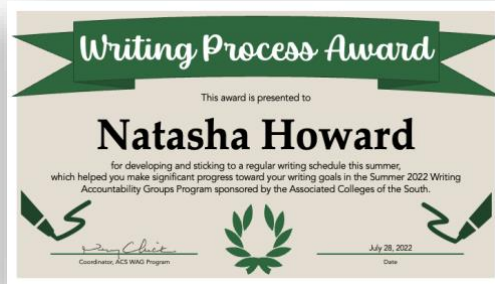 Writing Process Award
This award is presented to
Natasha Howard
for developing and sticking to a regular writing schedule this summer,
which helped you make significant progress toward your writing goals in the Summer 2022 Writing
Accountability Groups Program sponsored by the Associated Colleges of the South.
July 28, 2022
Coordinator, ACS WAG Program
Date